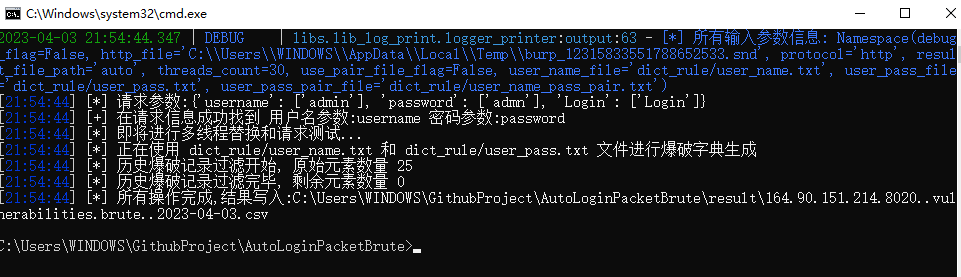 C:\Windows\system32\cmd.exe
2023-04-03 21:54:44.347 | DEBUG    | libs.lib_log_print.logger_printer:output:63 - [*] 所有输入参数信息: Namespace(debug
_flag=False, http_file='C:\\Users\\WINDOWS\\AppData\\Local\\Temp\\burp_12315833551788652533.snd', protocol='http', resul
t_file_path='auto', threads_count=30, use_pair_file_flag=False, user_name_file='dict_rule/user_name.txt', user_pass_file
='dict_rule/user_pass.txt', user_pass_pair_file='dict_rule/user_name_pass_pair.txt')
[21:54:44] [*] 请求参数:{'username': ['admin'], 'password': ['admn'], 'Login': ['Login']}
[21:54:44] [+] 在请求信息成功找到 用户名参数:username 密码参数:password
[21:54:44] [*] 即将进行多线程替换和请求测试...
[21:54:44] [*] 正在使用 dict_rule/user_name.txt 和 dict_rule/user_pass.txt 文件进行爆破字典生成
[21:54:44] [*] 历史爆破记录过滤开始, 原始元素数量 25
[21:54:44] [*] 历史爆破记录过滤完毕, 剩余元素数量 0
[21:54:44] [*] 所有操作完成,结果写入:C:\Users\WINDOWS\GithubProject\AutoLoginPacketBrute\result\164.90.151.214.8020..vul
nerabilities.brute..2023-04-03.csv
C:\Users\WINDOWS\GithubProject\AutoLoginPacketBrute>